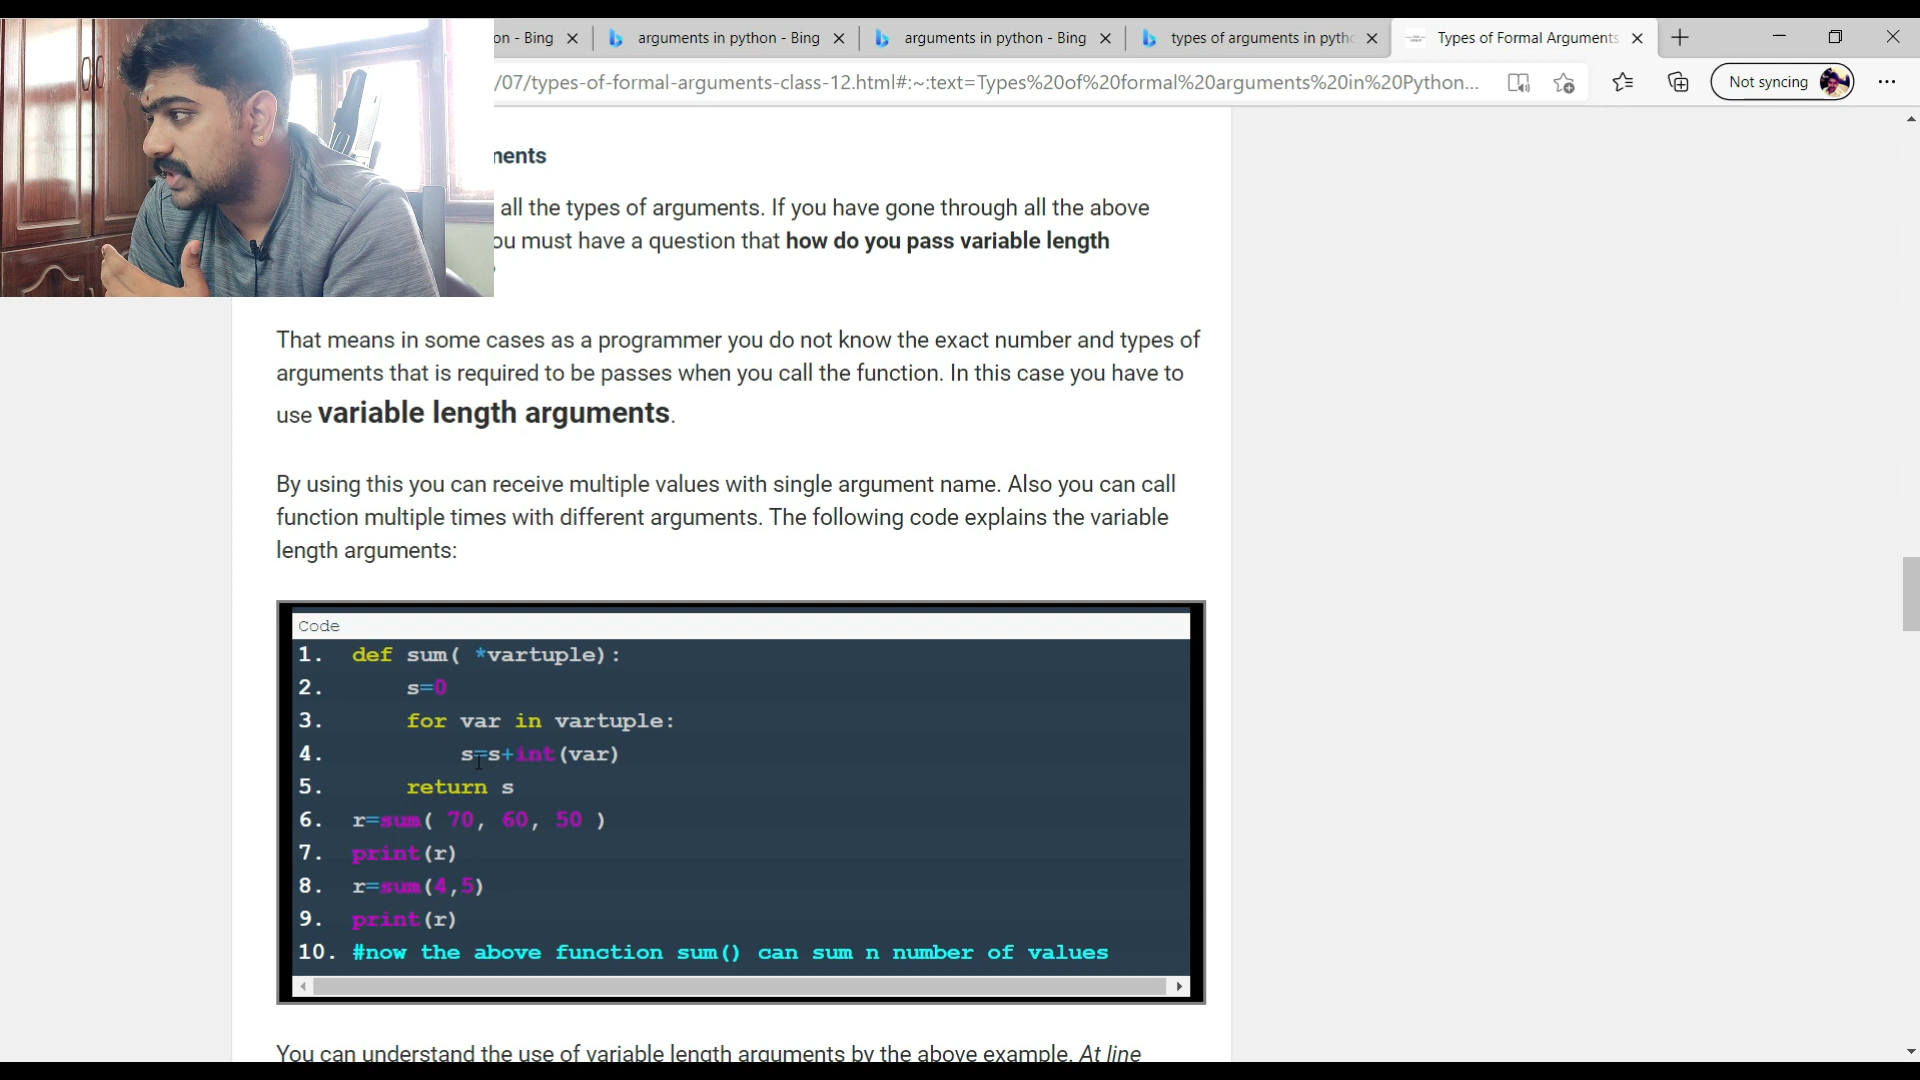 on - Bing
arguments in python - Bing
arguments in python - Bing
types of arguments in pyth
Types of Formal Arguments
/07/types-of-formal-arguments-class-12.html#:~:text=Types%20of%20formal%20arguments%20in%20Python...
Not syncing
ments
all the types of arguments. If you have gone through all the above
ou must have a question that how do you pass variable length
That means in some cases as a programmer you do not know the exact number and types of
arguments that is required to be passes when you call the function. In this case you have to
use variable length arguments.
By using this you can receive multiple values with single argument name. Also you can call
function multiple times with different arguments. The following code explains the variable
length arguments:
Code
1. def sum( *vartuple):
2. s=0
3. for var in vartuple:
4. s=s+int(var)
5. return s
6. r=sum( 70, 60, 50 )
7. print(r)
8. r=sum(4,5)
9. print(r)
10. #now the above function sum() can sum n number of values
You can understand the use of variable length arguments by the above example. At line